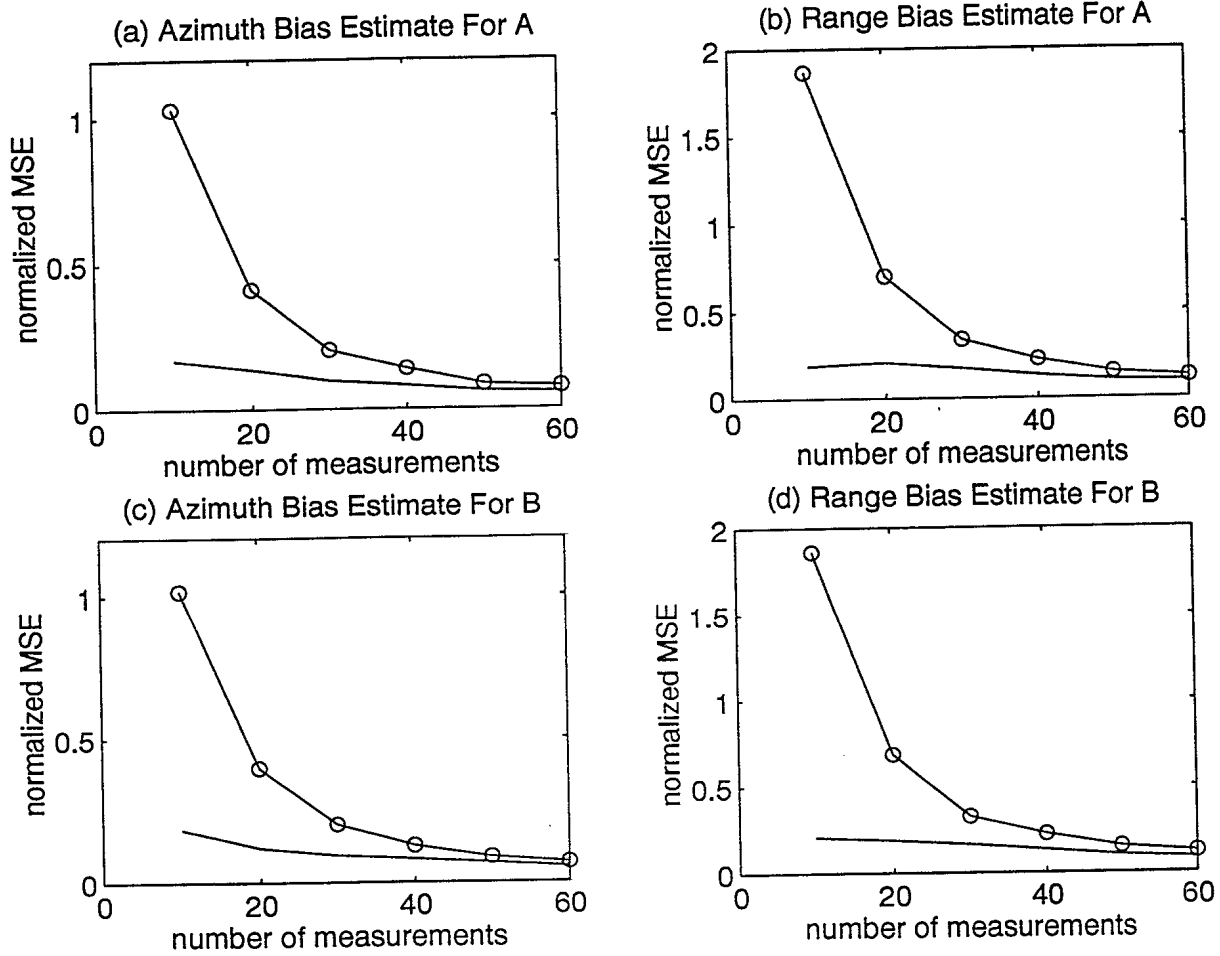 (a) Azimuth Bias Estimate For A
normalized MSE
1
0.5
0
0
20
40
60
number of measurements
(b) Range Bias Estimate For A
normalized MSE
2
1.5
1
0.5
0
0
20
40
60
number of measurements
(c) Azimuth Bias Estimate For B
normalized MSE
1
0.5
0
0
20
40
60
number of measurements
(d) Range Bias Estimate For B
normalized MSE
2
1.5
1
0.5
0
0
20
40
60
number of measurements